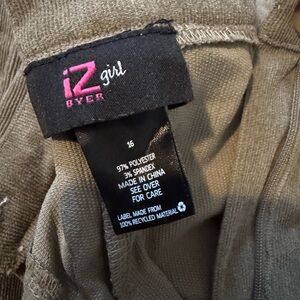 iZ girl
BYER
16
97% POLYESTER
3% SPANDEX
MADE IN CHINA
SEE OVER
FOR CARE
LABEL MADE FROM
100% RECYCLED MATERIAL